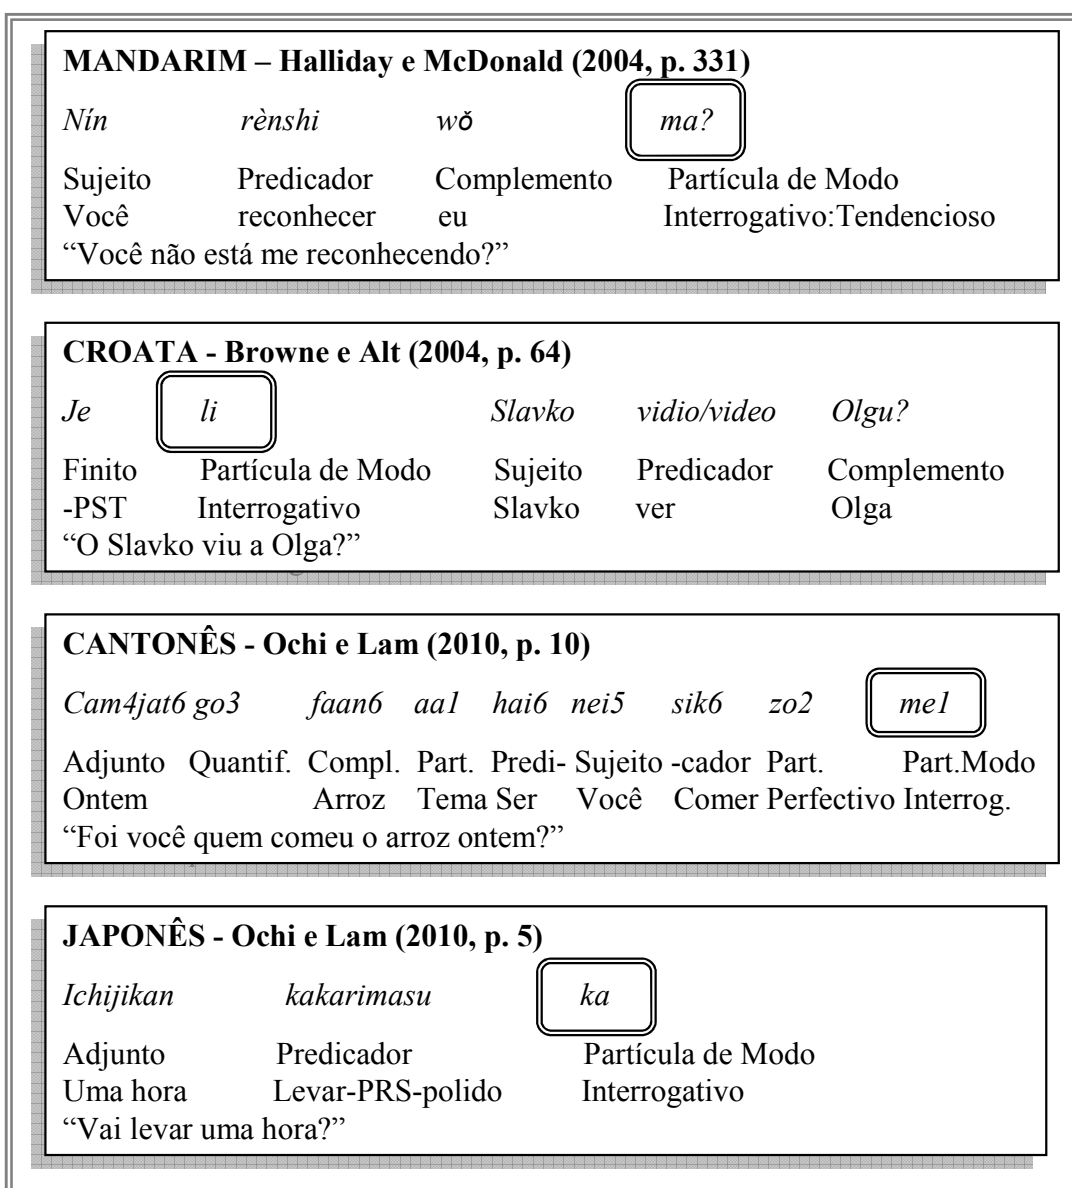 MANDARIM – Halliday e McDonald (2004, p. 331)
Nín rènshi wǒ ma?
Sujeito Predicador Complemento Partícula de Modo
Você reconhecer eu Interrogativo:Tendencioso
“Você não está me reconhecendo?”
CROATA - Browne e Alt (2004, p. 64)
Je li Slavko vidio/video Olgu?
Finito Partícula de Modo Sujeito Predicador Complemento
-PST Interrogativo Slavko ver Olga
“O Slavko viu a Olga?”
CANTONÊS - Ochi e Lam (2010, p. 10)
Cam4jat6 go3 faan6 aa1 hai6 nei5 sik6 zo2 me1
Adjunto Quantif. Compl. Part. Predi- Sujeito -cador Part. Part.Modo
Ontem Arroz Tema Ser Você Comer Perfectivo Interrog.
“Foi você quem comeu o arroz ontem?”
JAPONÊS - Ochi e Lam (2010, p. 5)
Ichijikan kakarimasu ka
Adjunto Predicador Partícula de Modo
Uma hora Levar-PRS-polido Interrogativo
“Vai levar uma hora?”